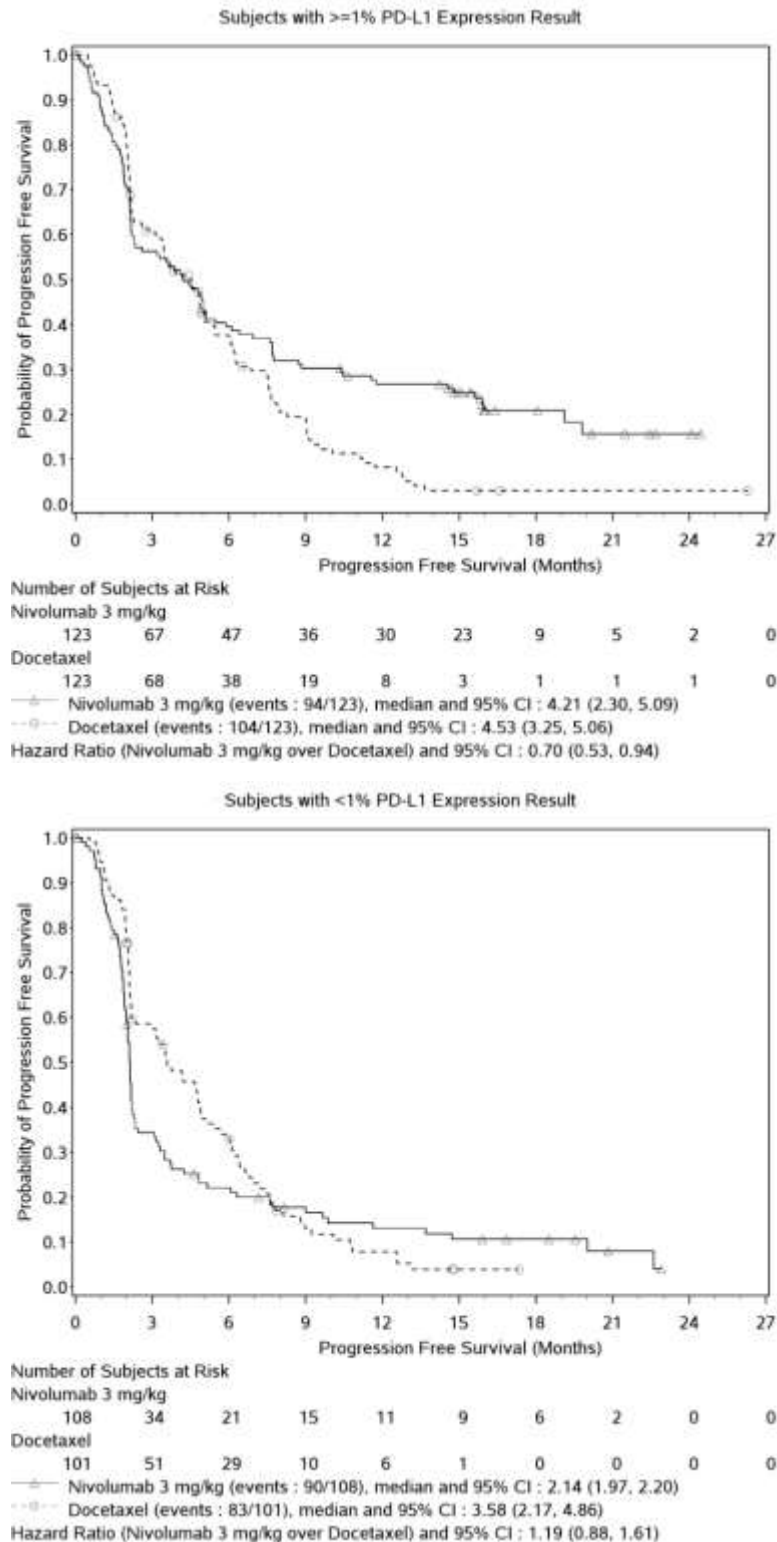 Subjects with >=1% PD-L1 Expression Result
Probability of Progression Free Survival
1.0
0.9
0.8
0.7
0.6
0.5
0.4
0.3
0.2
0.1
0.0
0 3 6 9 12 15 18 21 24 27
Progression Free Survival (Months)
Number of Subjects at Risk
Nivolumab 3 mg/kg
123 67 47 36 30 23 9 5 2 0
Docetaxel
123 68 38 19 8 3 1 1 1 0
Nivolumab 3 mg/kg (events : 94/123), median and 95% CI : 4.21 (2.30, 5.09)
Docetaxel (events : 104/123), median and 95% CI : 4.53 (3.25, 5.06)
Hazard Ratio (Nivolumab 3 mg/kg over Docetaxel) and 95% CI : 0.70 (0.53, 0.94)
Subjects with <1% PD-L1 Expression Result
Probability of Progression Free Survival
1.0
0.9
0.8
0.7
0.6
0.5
0.4
0.3
0.2
0.1
0.0
0 3 6 9 12 15 18 21 24 27
Progression Free Survival (Months)
Number of Subjects at Risk
Nivolumab 3 mg/kg
108 34 21 15 11 9 6 2 0 0
Docetaxel
101 51 29 10 6 1 0 0 0 0
Nivolumab 3 mg/kg (events : 90/108), median and 95% CI : 2.14 (1.97, 2.20)
Docetaxel (events : 83/101), median and 95% CI : 3.58 (2.17, 4.86)
Hazard Ratio (Nivolumab 3 mg/kg over Docetaxel) and 95% CI : 1.19 (0.88, 1.61)